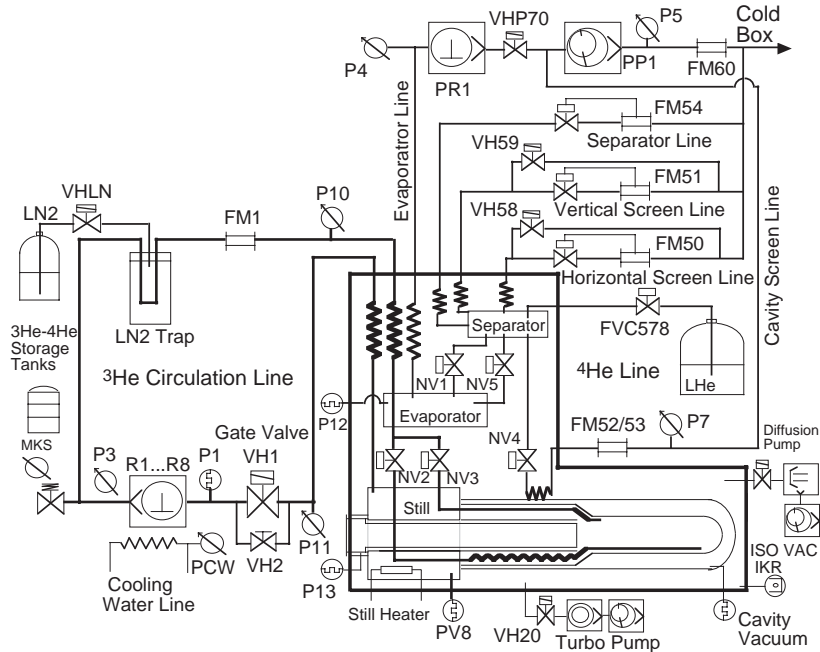 VHP70
P5
Cold
Box
P4
PR1
PP1
FM60
Evaporatror Line
FM54
Separator Line
VH59
FM51
Vertical Screen Line
VH58
FM50
Horizontal Screen Line
Cavity Screen Line
LN2
VHLN
FM1
P10
LN2 Trap
3He-4He
Storage
Tanks
3He Circulation Line
Separator
FVC578
LHe
4He Line
NV1
NV5
P12
Evaporator
FM52/53
P7
MKS
P3
R1...R8
P1
Gate Valve
VH1
NV2
NV3
NV4
Diffusion
Pump
Still
P11
PCW
VH2
Cooling
Water Line
P13
Still Heater
PV8
VH20
Turbo Pump
ISO VAC
IKR
Cavity
Vacuum